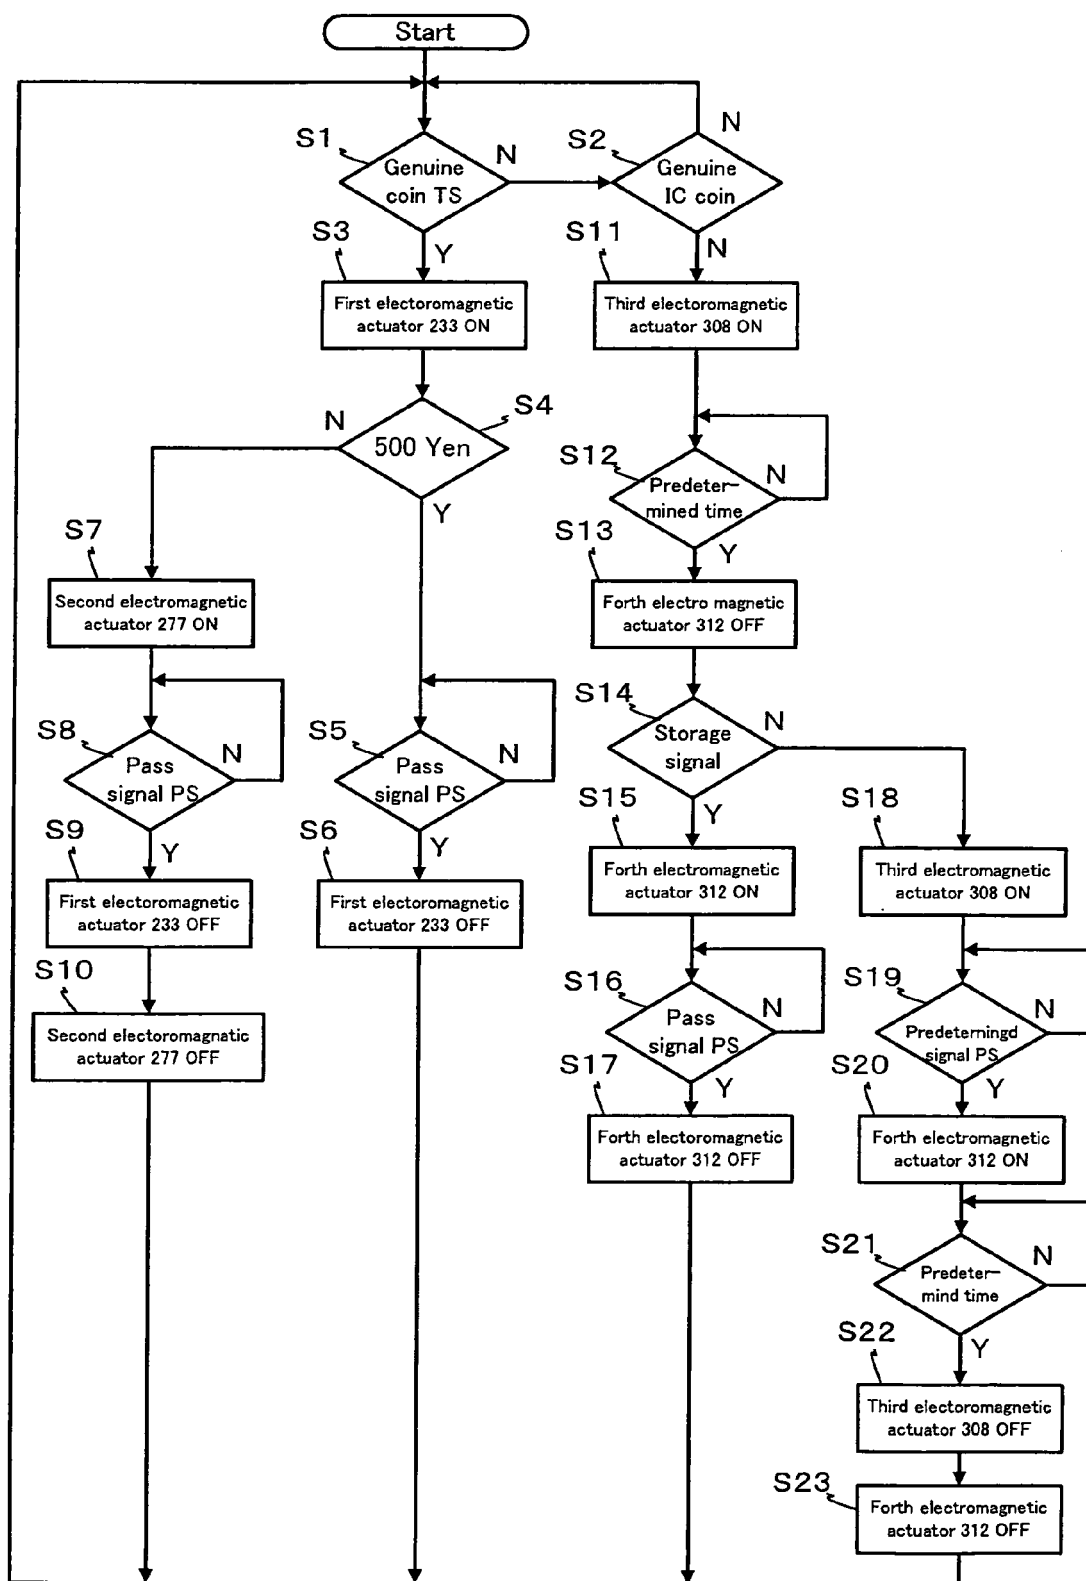 Start
S1
Genuine
coin TS
N
Y
S2
Genuine
IC coin
N
N
S3
First electoromagnetic
actuator 233 ON
S11
Third electoromagnetic
actuator 308 ON
S4
500 Yen
N
Y
S12
Predeter-
mined time
N
Y
S7
Second electromagnetic
actuator 277 ON
S13
Forth electro magnetic
actuator 312 OFF
S8
Pass
signal PS
N
Y
S5
Pass
signal PS
N
Y
S14
Storage
signal
N
Y
S9
First electoromagnetic
actuator 233 OFF
S6
First electoromagnetic
actuator 233 OFF
S15
Forth electromagnetic
actuator 312 ON
S18
Third electromagnetic
actuator 308 ON
S10
Second electoromagnatic
actuator 277 OFF
S16
Pass
signal PS
N
Y
S19
Predeterningd
signal PS
N
Y
S17
Forth electoromagnetic
actuator 312 OFF
S20
Forth electromagnetic
actuator 312 ON
S21
Predeter-
mind time
N
Y
S22
Third electoromagnetic
actuator 308 OFF
S23
Forth electromagnetic
actuator 312 OFF